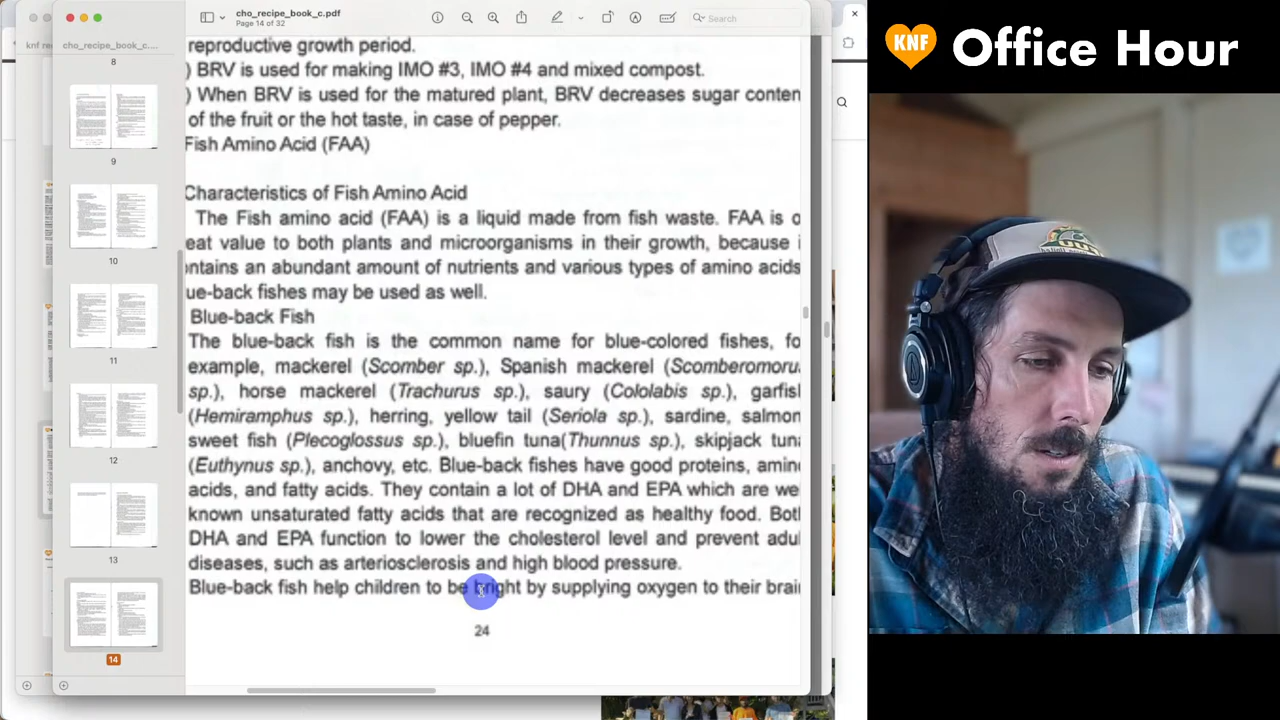 cho_recipe_book_c.pdf
Page 14 of 32
Search
knf re
cho_recipe_book_c....
8
9
10
11
12
13
14
reproductive growth period.
) BRV is used for making IMO #3, IMO #4 and mixed compost.
) When BRV is used for the matured plant, BRV decreases sugar conten
of the fruit or the hot taste, in case of pepper.
Fish Amino Acid (FAA)
Characteristics of Fish Amino Acid
The Fish amino acid (FAA) is a liquid made from fish waste. FAA is o
eat value to both plants and microorganisms in their growth, because i
ntains an abundant amount of nutrients and various types of amino acids
ue-back fishes may be used as well.
Blue-back Fish
The blue-back fish is the common name for blue-colored fishes, fo
example, mackerel (Scomber sp.), Spanish mackerel (Scomberomoru
sp.), horse mackerel (Trachurus sp.), saury (Cololabis sp.), garfish
(Hemiramphus sp.), herring, yellow tail (Seriola sp.), sardine, salmon
sweet fish (Plecoglossus sp.), bluefin tuna(Thunnus sp.), skipjack tuna
(Euthynus sp.), anchovy, etc. Blue-back fishes have good proteins, amino
acids, and fatty acids. They contain a lot of DHA and EPA which are we
known unsaturated fatty acids that are recognized as healthy food. Both
DHA and EPA function to lower the cholesterol level and prevent adul
diseases, such as arteriosclerosis and high blood pressure.
Blue-back fish help children to be bright by supplying oxygen to their brain
24
KNF Office Hour